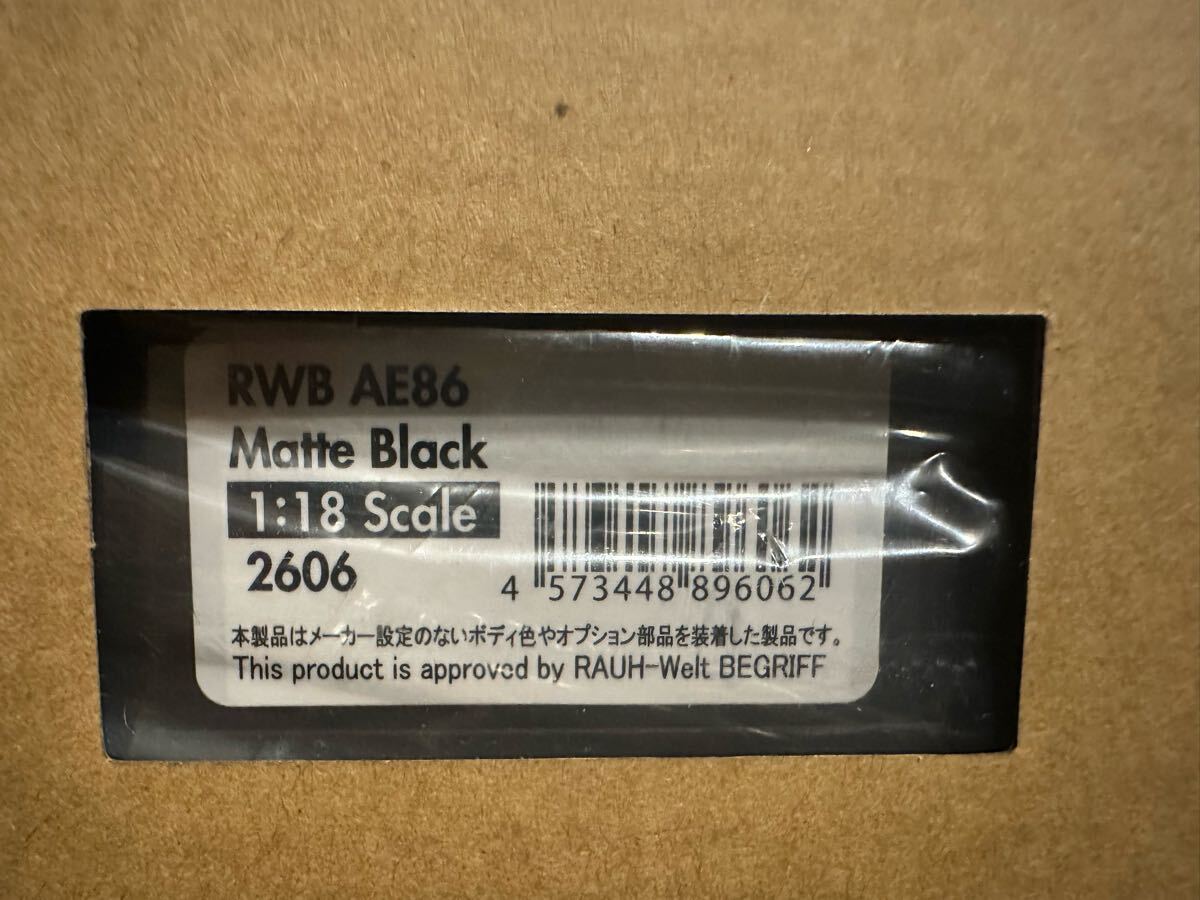 RWB AE86
Matte Black
1:18 Scale
2606
4 573448 896062
本製品はメーカー設定のないボディ色やオプション部品を装着した製品です。
This product is approved by RAUH-Welt BEGRIFF